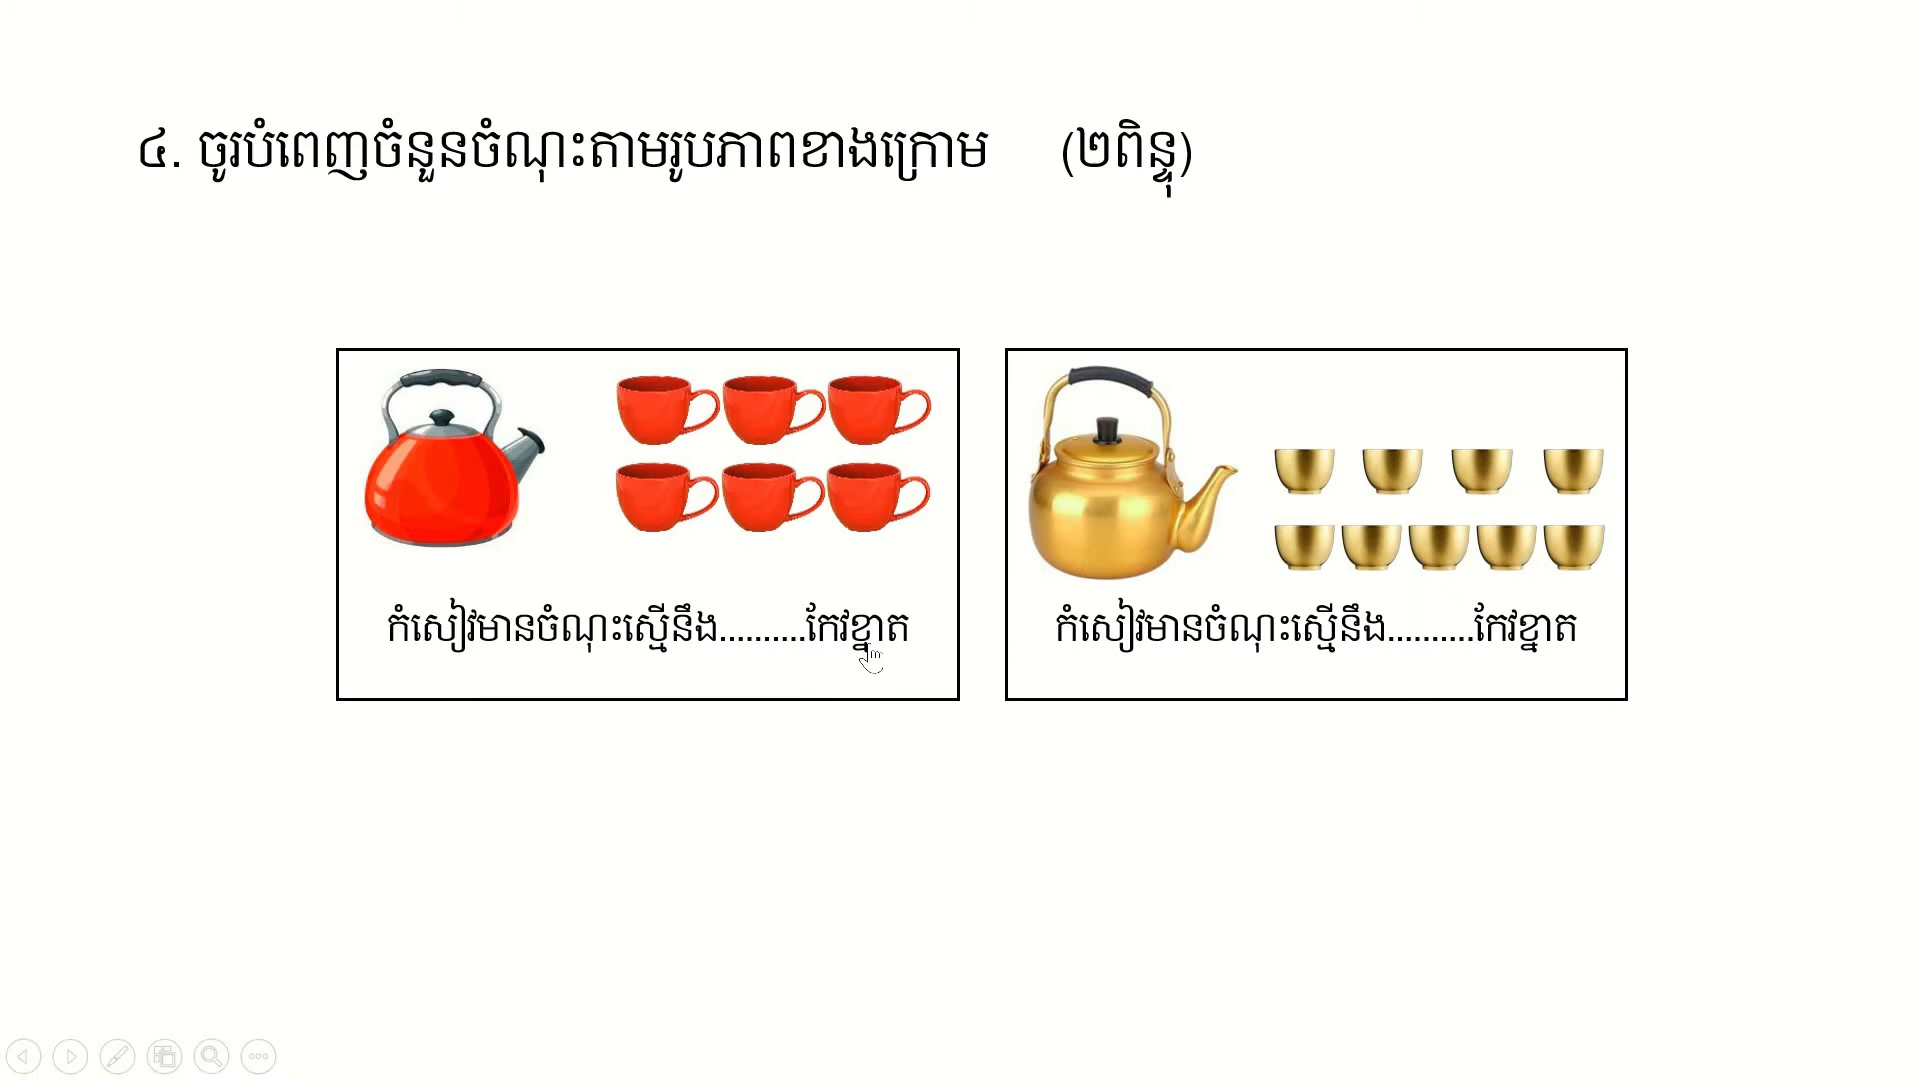 ៤. ចូរបំពេញចំនួនចំណុះតាមរូបភាពខាងក្រោម (២ពិន្ទុ)
កំសៀវមានចំណុះស្មើនឹង..........កែវខ្នាត
កំសៀវមានចំណុះស្មើនឹង..........កែវខ្នាត